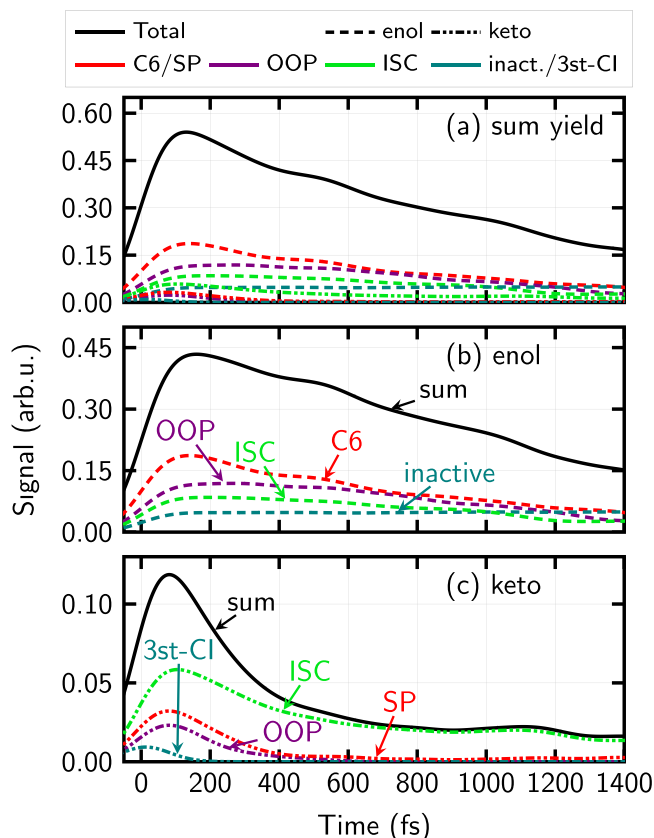 Total enol keto
C6/SP OOP ISC inact./3st-CI
(a) sum yield
0.60
0.45
0.30
0.15
0.00
(b) enol
0.45
0.30
0.15
0.00
sum
OOP
ISC
C6
inactive
(c) keto
0.10
0.05
0.00
sum
3st-CI
ISC
OOP
SP
Signal (arb.u.)
0 200 400 600 800 1000 1200 1400
Time (fs)